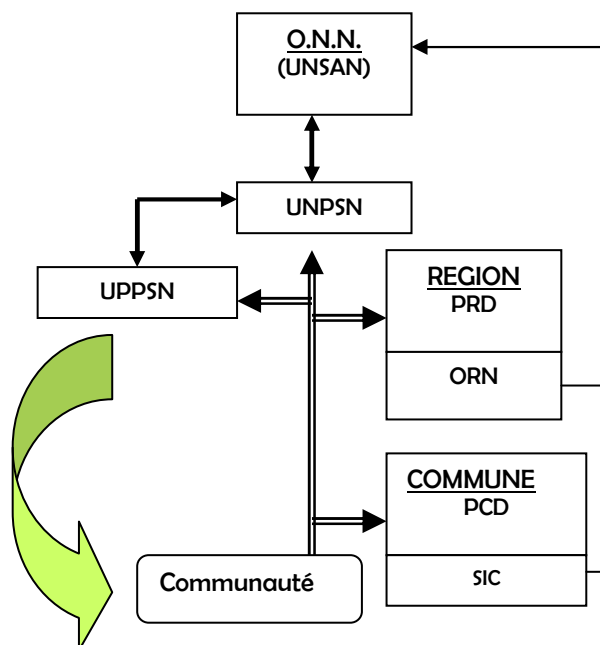 O.N.N.
(UNSAN)
UNPSN
UPPSN
REGION
PRD
ORN
COMMUNE
PCD
SIC
Communauté